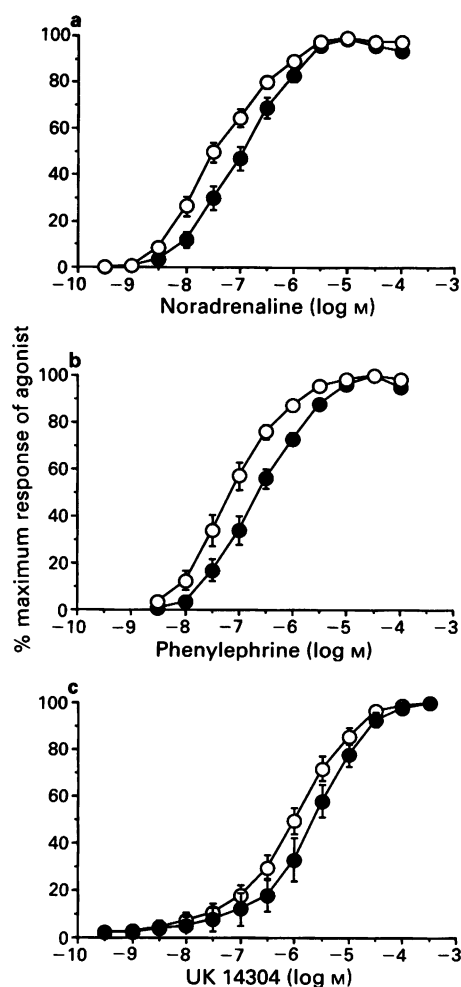 % maximum response of agonist
a
100
80
60
40
20
0
−10 −9 −8 −7 −6 −5 −4 −3
Noradrenaline (log M)
b
100
80
60
40
20
0
−10 −9 −8 −7 −6 −5 −4 −3
Phenylephrine (log M)
c
100
80
60
40
20
0
−10 −9 −8 −7 −6 −5 −4 −3
UK 14304 (log M)